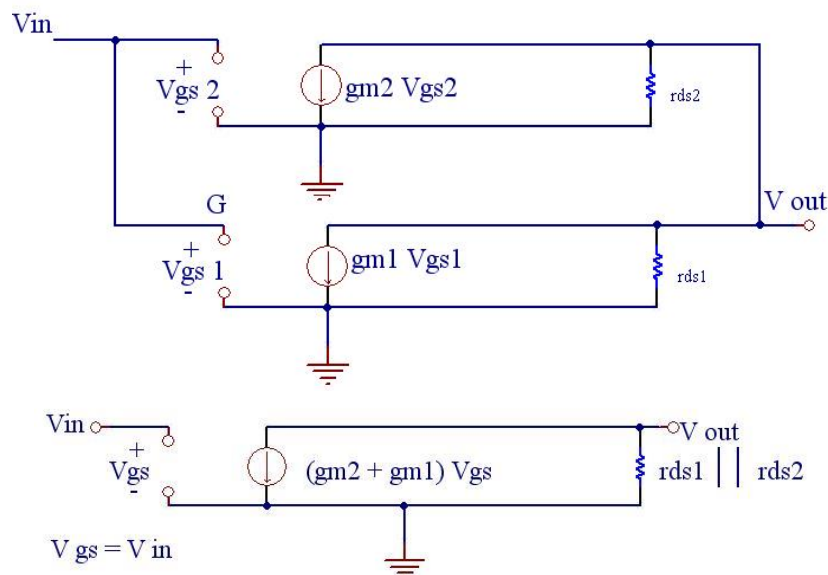 Vin
+
Vgs 2
-
gm2 Vgs2
rds2
G
V out
+
Vgs 1
-
gm1 Vgs1
rds1
Vin
V out
+
Vgs
-
(gm2 + gm1) Vgs
rds1 || rds2
V gs = V in